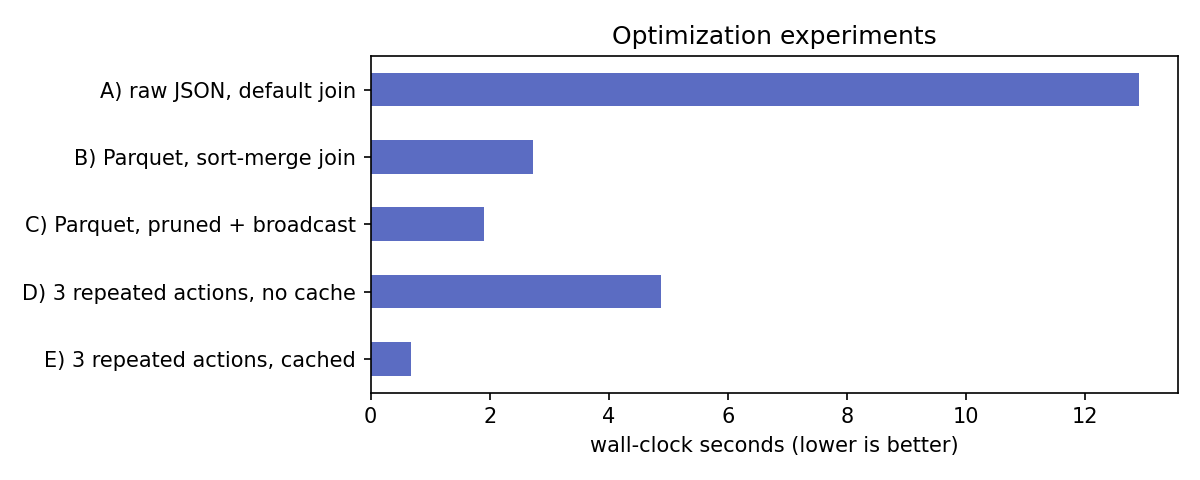 Optimization experiments
A) raw JSON, default join
B) Parquet, sort-merge join
C) Parquet, pruned + broadcast
D) 3 repeated actions, no cache
E) 3 repeated actions, cached
0 2 4 6 8 10 12
wall-clock seconds (lower is better)